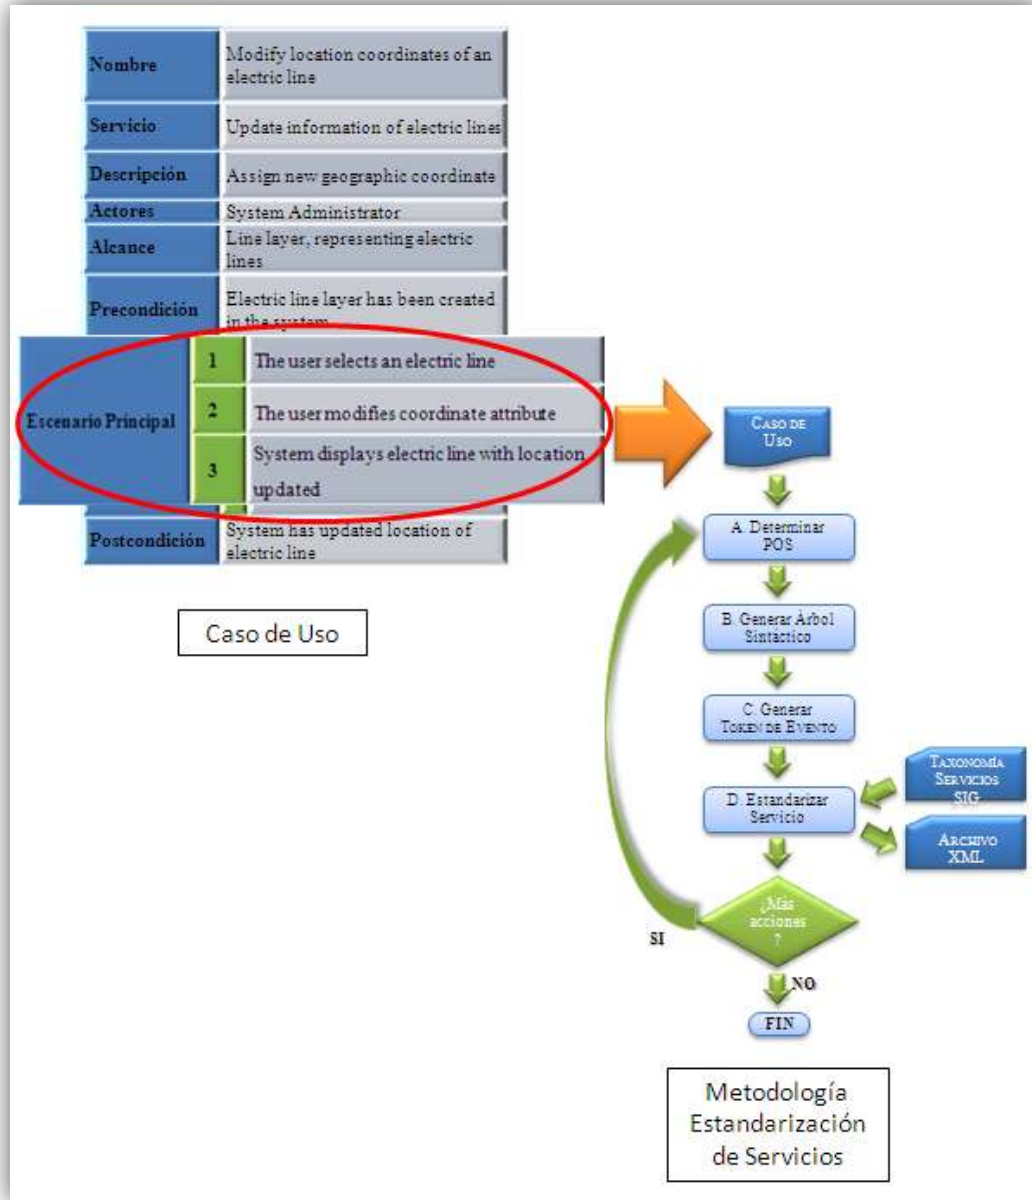 Nombre
Modify location coordinates of an
electric line
Servicio
Update information of electric lines
Descripción
Assign new geographic coordinate
Actores
System Administrator
Alcance
Line layer, representing electric
lines
Precondición
Electric line layer has been created
in the system
Escenario Principal
1
The user selects an electric line
2
The user modifies coordinate attribute
3
System displays electric line with location
updated
Postcondición
System has updated location of
electric line
Caso de Uso
CASO DE
USO
A. Determinar
POS
B. Generar Árbol
Sintáctico
C. Generar
TOKEN DE EVENTO
D. Estandarizar
Servicio
TAXONOMÍA
SERVICIOS
SIG
ARCHIVO
XML
¿Mas
acciones
?
SI
NO
FIN
Metodología
Estandarización
de Servicios